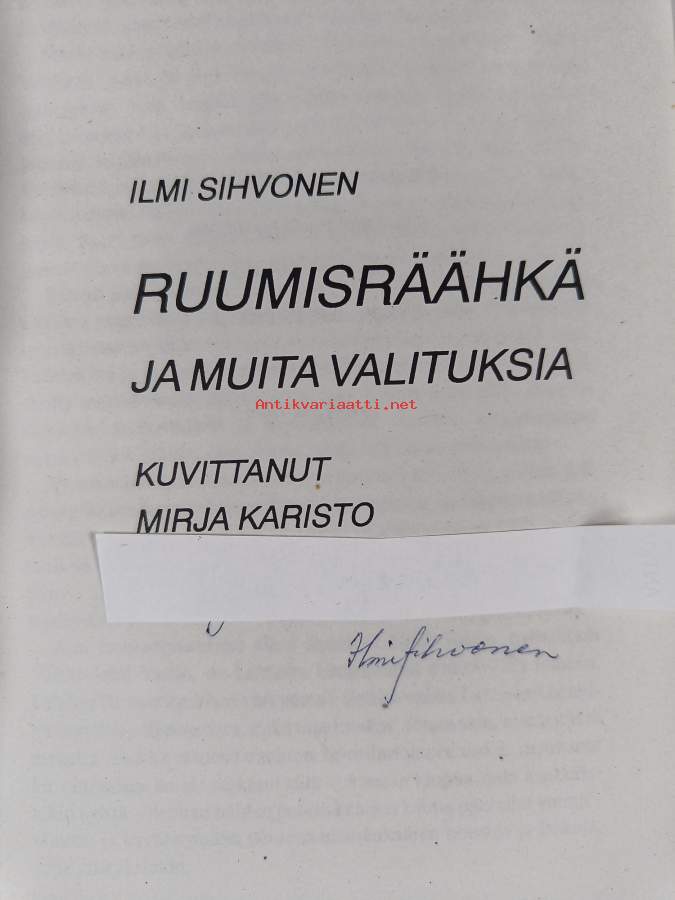 ILMI SIHVONEN
RUUMISRÄÄHKÄ
JA MUITA VALITUKSIA
Antikvariaatti.net
KUVITTANUT
MIRJA KARISTO
Ilmi Sihvonen